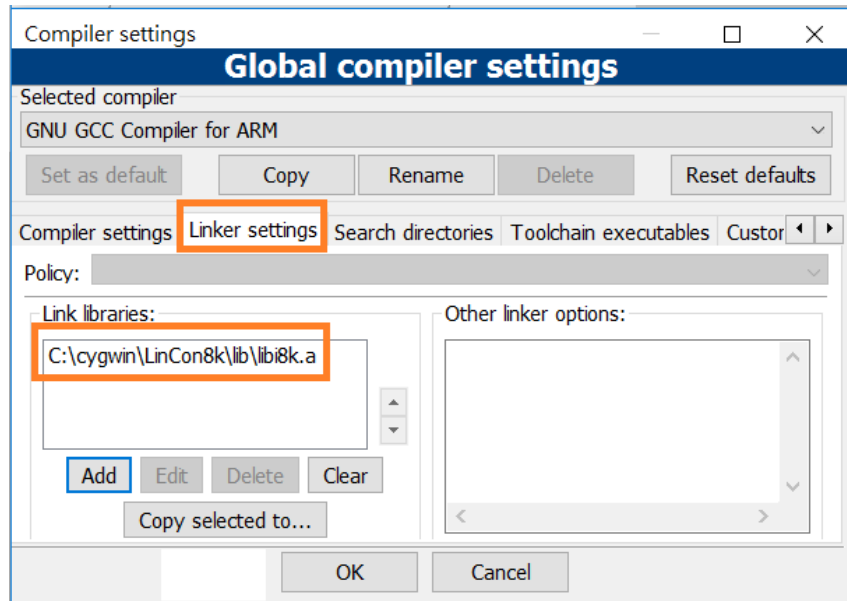 Compiler settings
Global compiler settings
Selected compiler
GNU GCC Compiler for ARM
Set as default Copy Rename Delete Reset defaults
Compiler settings Linker settings Search directories Toolchain executables Custor
Policy:
Link libraries: Other linker options:
C:\cygwin\LinCon8k\lib\libi8k.a
Add Edit Delete Clear
Copy selected to...
OK Cancel